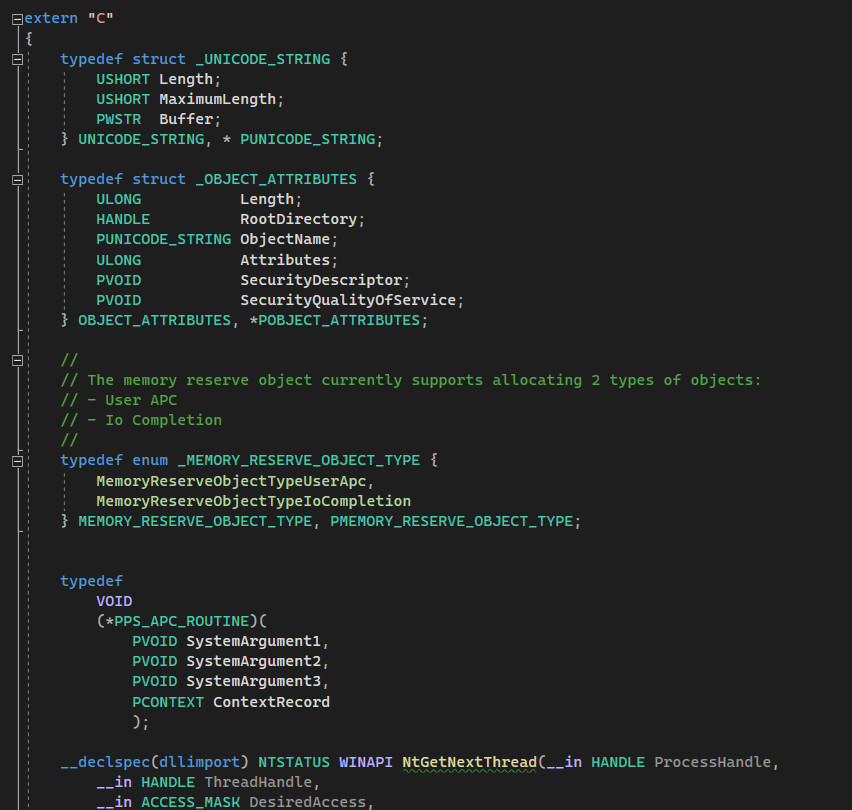 extern "C"
{
    typedef struct _UNICODE_STRING {
        USHORT Length;
        USHORT MaximumLength;
        PWSTR  Buffer;
    } UNICODE_STRING, * PUNICODE_STRING;

    typedef struct _OBJECT_ATTRIBUTES {
        ULONG           Length;
        HANDLE          RootDirectory;
        PUNICODE_STRING ObjectName;
        ULONG           Attributes;
        PVOID           SecurityDescriptor;
        PVOID           SecurityQualityOfService;
    } OBJECT_ATTRIBUTES, *POBJECT_ATTRIBUTES;

    //
    // The memory reserve object currently supports allocating 2 types of objects:
    // - User APC
    // - Io Completion
    //
    typedef enum _MEMORY_RESERVE_OBJECT_TYPE {
        MemoryReserveObjectTypeUserApc,
        MemoryReserveObjectTypeIoCompletion
    } MEMORY_RESERVE_OBJECT_TYPE, PMEMORY_RESERVE_OBJECT_TYPE;


    typedef
        VOID
        (*PPS_APC_ROUTINE)(
            PVOID SystemArgument1,
            PVOID SystemArgument2,
            PVOID SystemArgument3,
            PCONTEXT ContextRecord
            );

    __declspec(dllimport) NTSTATUS WINAPI NtGetNextThread(__in HANDLE ProcessHandle,
        __in HANDLE ThreadHandle,
        __in ACCESS_MASK DesiredAccess,